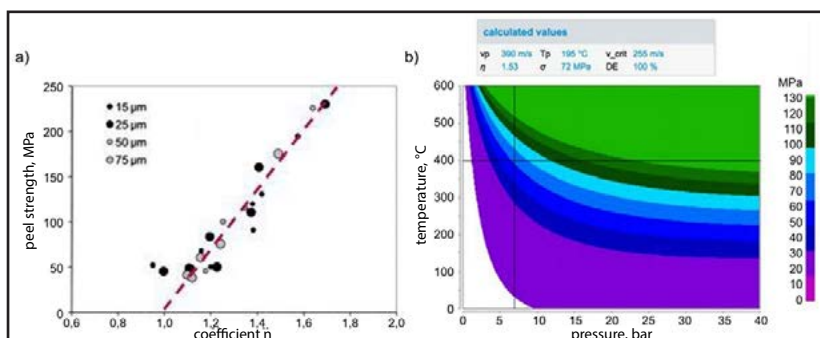 calculated values
vp 390 m/s Tp 195 °C v_crit 255 m/s
η 1.53 σ 72 MPa DE 100 %
a)
peel strength, MPa
250
200
150
100
50
0
15 µm
25 µm
50 µm
75 µm
0,6 0,8 1,0 1,2 1,4 1,6 1,8 2,0
coefficient n
b)
temperature, °C
600
500
400
300
200
100
0
0 5 10 15 20 25 30 35 40
pressure, bar
MPa
130
120
110
100
90
80
70
60
50
40
30
20
10
0